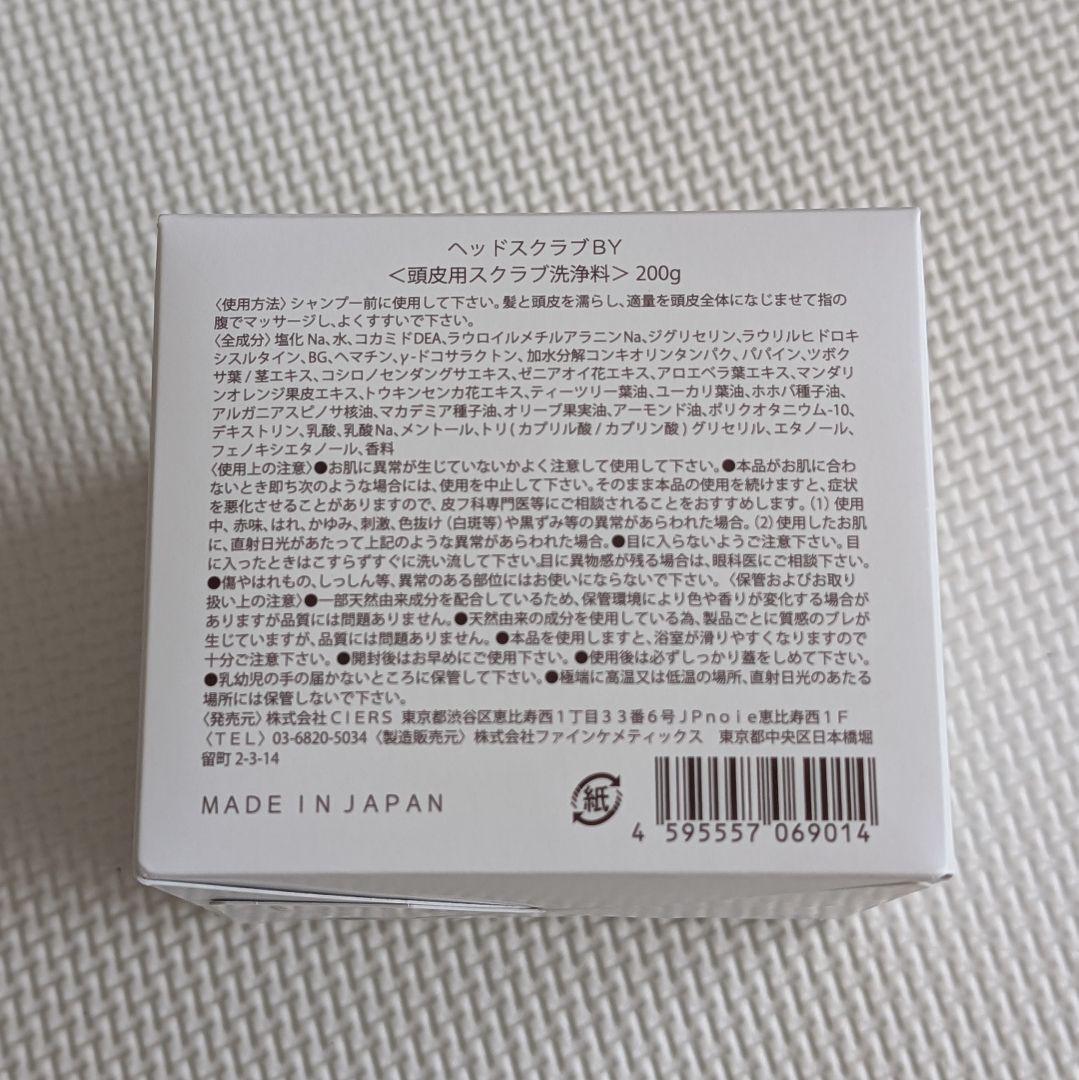 ヘッドスクラブBY
＜頭皮用スクラブ洗浄料＞ 200g
〈使用方法〉シャンプー前に使用して下さい。髪と頭皮を濡らし、適量を頭皮全体になじませて指の
腹でマッサージし、よくすすいで下さい。
〈全成分〉塩化Na、水、コカミドDEA、ラウロイルメチルアラニンNa、ジグリセリン、ラウリルヒドロキ
シスルタイン、BG、ヘマチン、γ-ドコサラクトン、加水分解コンキオリンタンパク、パパイン、ツボク
サ葉/茎エキス、コシロノセンダングサエキス、ゼニアオイ花エキス、アロエベラ葉エキス、マンダリ
ンオレンジ果皮エキス、トウキンセンカ花エキス、ティーツリー葉油、ユーカリ葉油、ホホバ種子油、
アルガニアスピノサ核油、マカデミア種子油、オリーブ果実油、アーモンド油、ポリクオタニウム-10、
デキストリン、乳酸、乳酸Na、メントール、トリ(カプリル酸/カプリン酸)グリセリル、エタノール、
フェノキシエタノール、香料
〈使用上の注意〉●お肌に異常が生じていないかよく注意して使用して下さい。●本品がお肌に合わ
ないとき即ち次のような場合には、使用を中止して下さい。そのまま本品の使用を続けますと、症状
を悪化させることがありますので、皮フ科専門医等にご相談されることをおすすめします。(1)使用
中、赤味、はれ、かゆみ、刺激、色抜け（白斑等）や黒ずみ等の異常があらわれた場合。(2)使用したお肌
に、直射日光があたって上記のような異常があらわれた場合。●目に入らないようご注意下さい。目
に入ったときはこすらずすぐに洗い流して下さい。目に異物感が残る場合は、眼科医にご相談下さい。
●傷やはれもの、しっしん等、異常のある部位にはお使いにならないで下さい。〈保管およびお取り
扱い上の注意〉●一部天然由来成分を配合しているため、保管環境により色や香りが変化する場合が
ありますが品質には問題ありません。●天然由来の成分を使用している為、製品ごとに質感のブレが
生じていますが、品質には問題ありません。●本品を使用しますと、浴室が滑りやすくなりますので
十分ご注意下さい。●開封後はお早めにご使用下さい。●使用後は必ずしっかり蓋をしめて下さい。
●乳幼児の手の届かないところに保管して下さい。●極端に高温又は低温の場所、直射日光のあたる
場所には保管しないで下さい。
〈発売元〉株式会社CIERS 東京都渋谷区恵比寿西１丁目３３番６号ＪＰｎｏｉｅ恵比寿西１Ｆ
〈ＴＥＬ〉03-6820-5034〈製造販売元〉株式会社ファインケメティックス 東京都中央区日本橋堀
留町 2-3-14
MADE IN JAPAN
紙
4 595557 069014